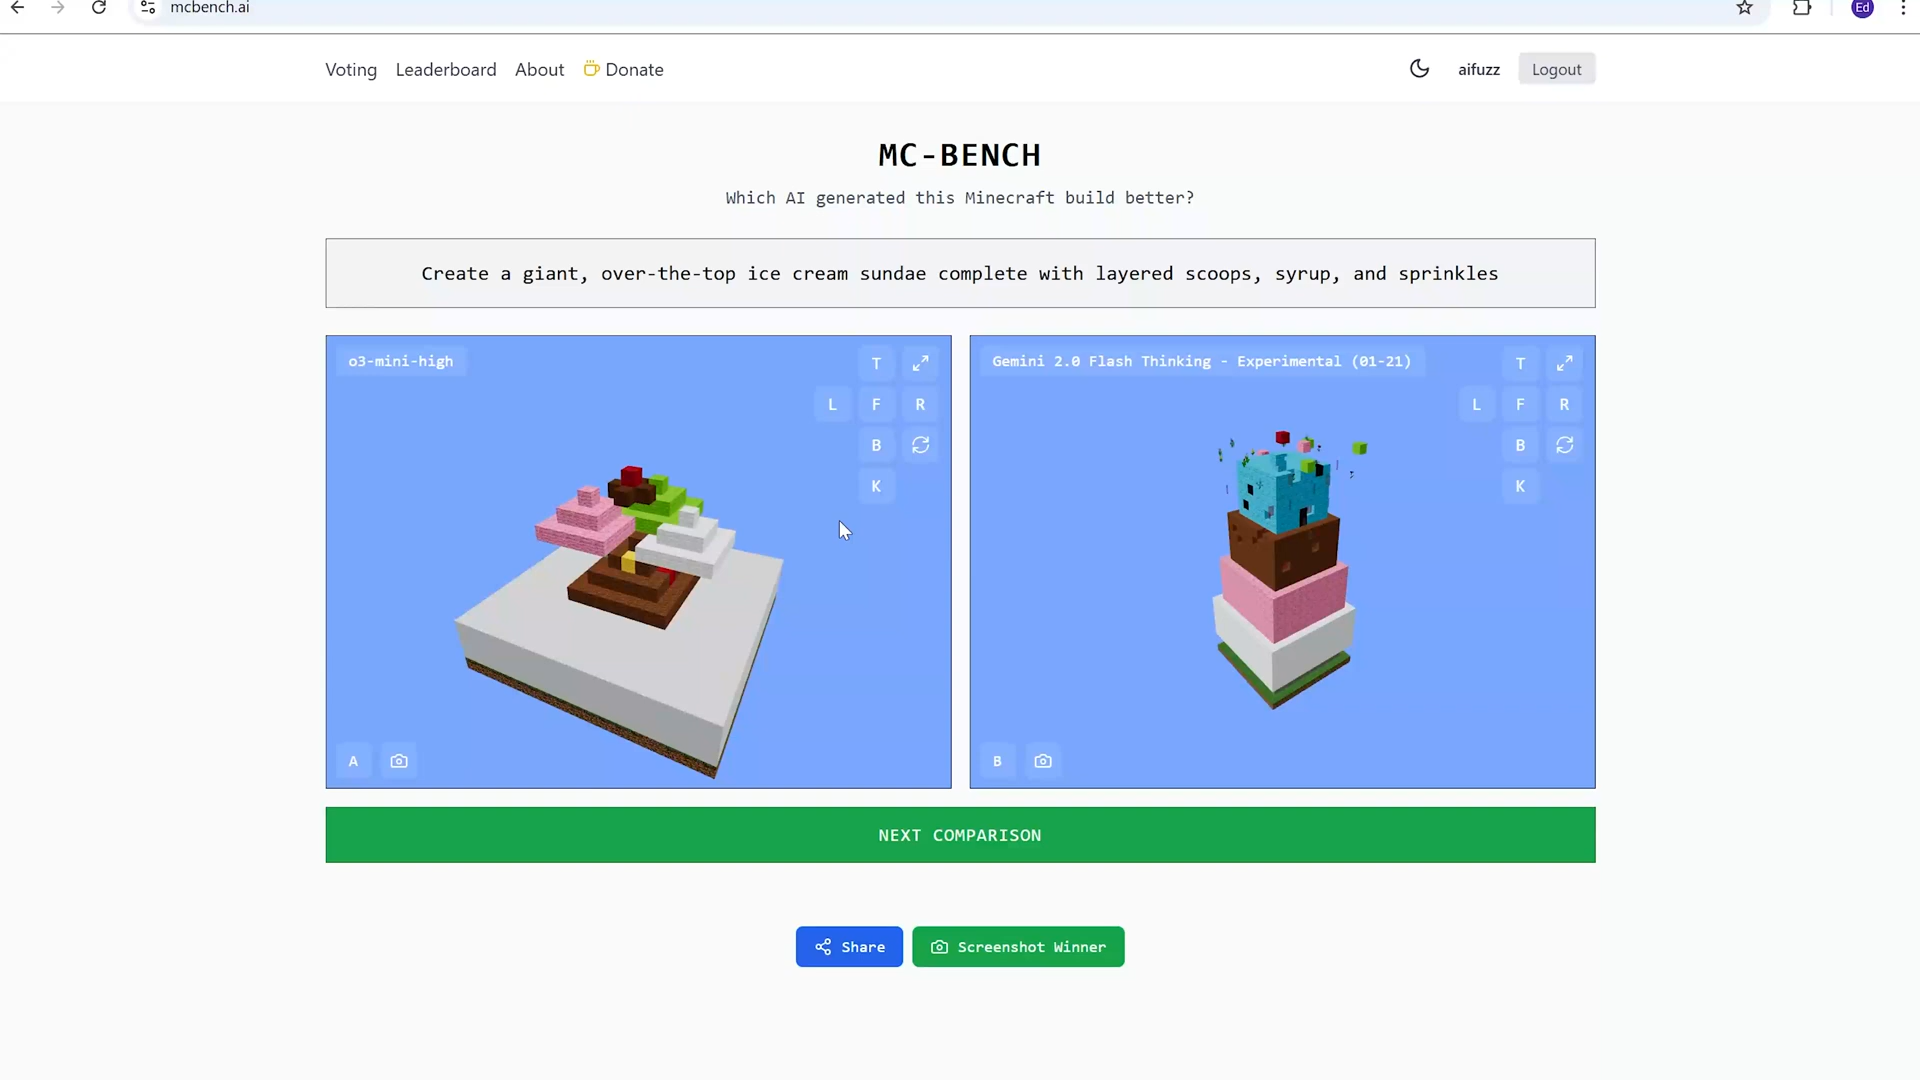 mcbench.ai
Ed
Voting Leaderboard About Donate
aifuzz Logout
MC-BENCH
Which AI generated this Minecraft build better?
Create a giant, over-the-top ice cream sundae complete with layered scoops, syrup, and sprinkles
o3-mini-high
T
L F R
B
K
A
Gemini 2.0 Flash Thinking - Experimental (01-21)
T
L F R
B
K
B
NEXT COMPARISON
Share
Screenshot Winner